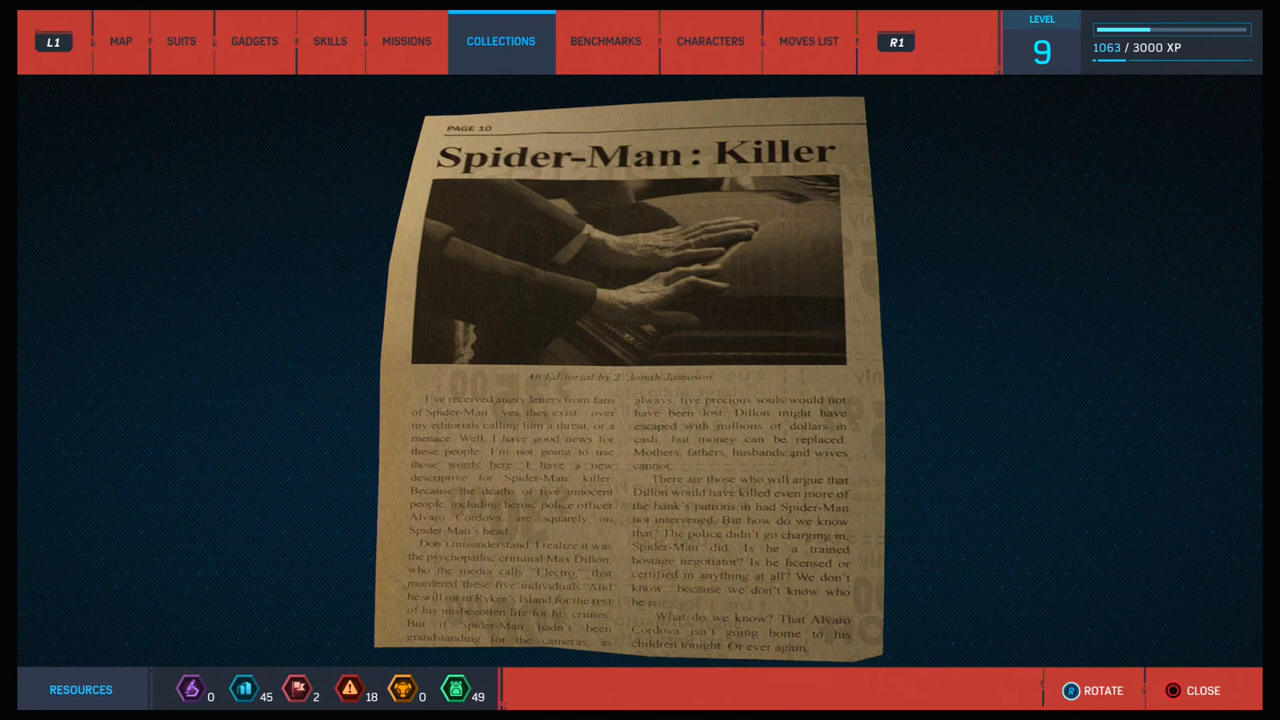 L1
MAP
SUITS
GADGETS
SKILLS
MISSIONS
COLLECTIONS
BENCHMARKS
CHARACTERS
MOVES LIST
R1
LEVEL
9
1063 / 3000 XP
PAGE 10
Spider-Man: Killer
An Editorial by J. Jonah Jameson
I've received angry letters from fans
of Spider-Man yes, they exist over
my editorials calling him a threat, or a
menace. Well, I have good news for
these people. I'm not going to use
those words here. I have a new
descriptive for Spider-Man: killer.
Because the deaths of five innocent
people, including heroic police officer
Alvaro Cordova, are squarely on
Spider-Man's head.
Don't misunderstand, I realize it was
the psychopathic criminal Max Dillon,
who the media calls "Electro," that
murdered these five individuals. And
he will rot in Ryker's Island for the rest
of his misbegotten life for his crimes.
But if Spider-Man hadn't been
grandstanding for the cameras, as
always, five precious souls would not
have been lost. Dillon might have
escaped with millions of dollars in
cash, but money can be replaced.
Mothers, fathers, husbands and wives
cannot.
There are those who will argue that
Dillon would have killed even more of
the bank's patrons in had Spider-Man
not intervened. But how do we know
that? The police didn't go charging in,
Spider-Man did. Is he a trained
hostage negotiator? Is he licensed or
certified in anything at all? We don't
know, because we don't know who
he is.
What do we know? That Alvaro
Cordova isn't going home to his
children tonight. Or ever again.
RESOURCES
0
45
2
18
0
49
R ROTATE
CLOSE